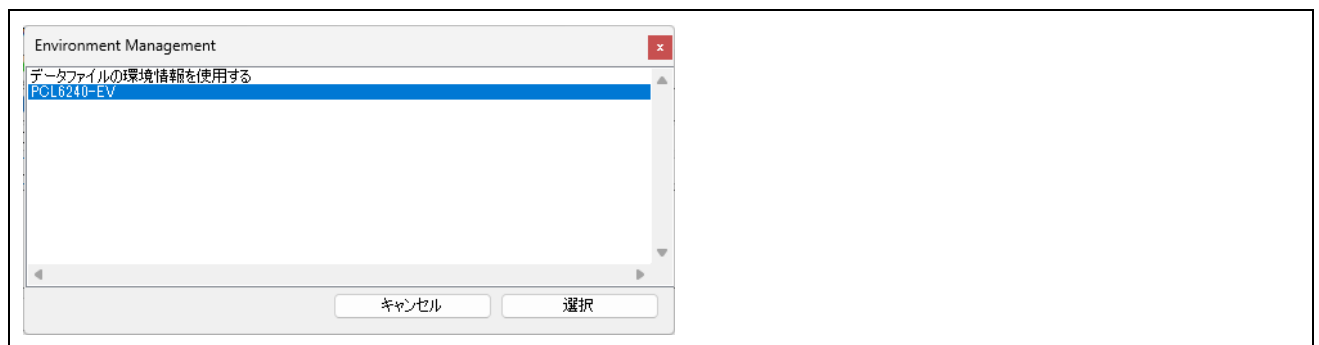 Environment Management
x
データファイルの環境情報を使用する
PCL6240-EV
キャンセル 選択